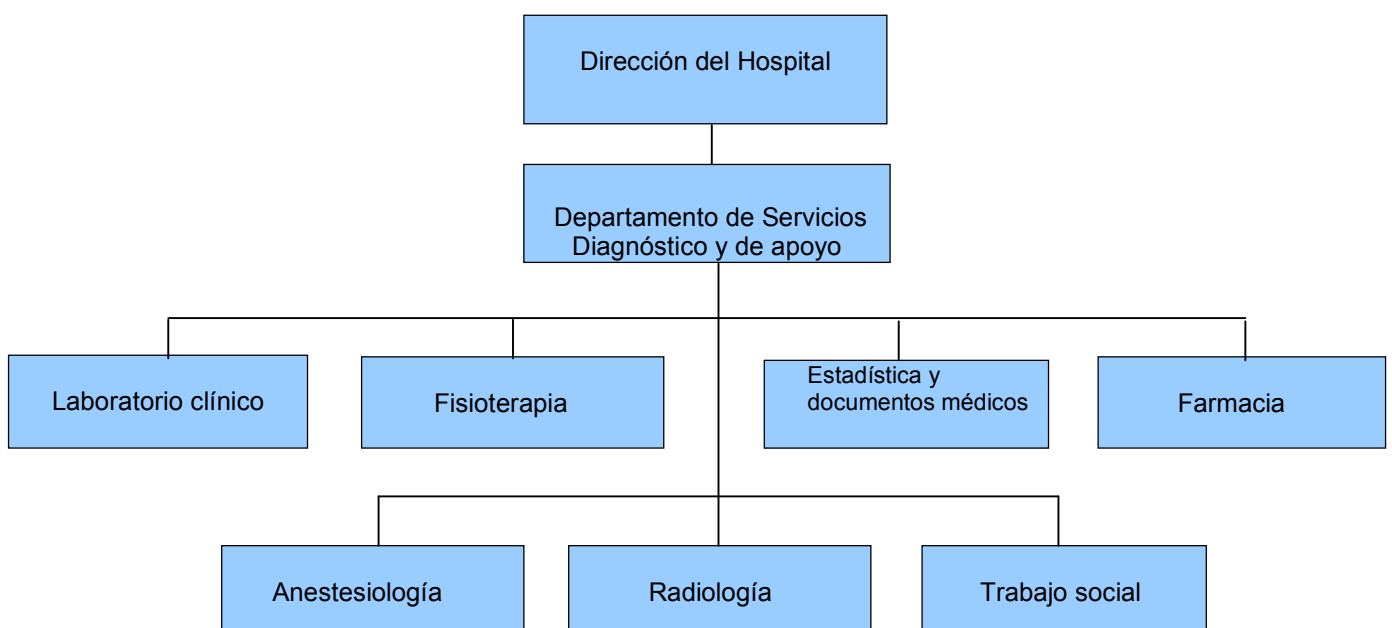 Dirección del Hospital
Departamento de Servicios
Diagnóstico y de apoyo
Laboratorio clínico
Fisioterapia
Estadística y
documentos médicos
Farmacia
Anestesiología
Radiología
Trabajo social